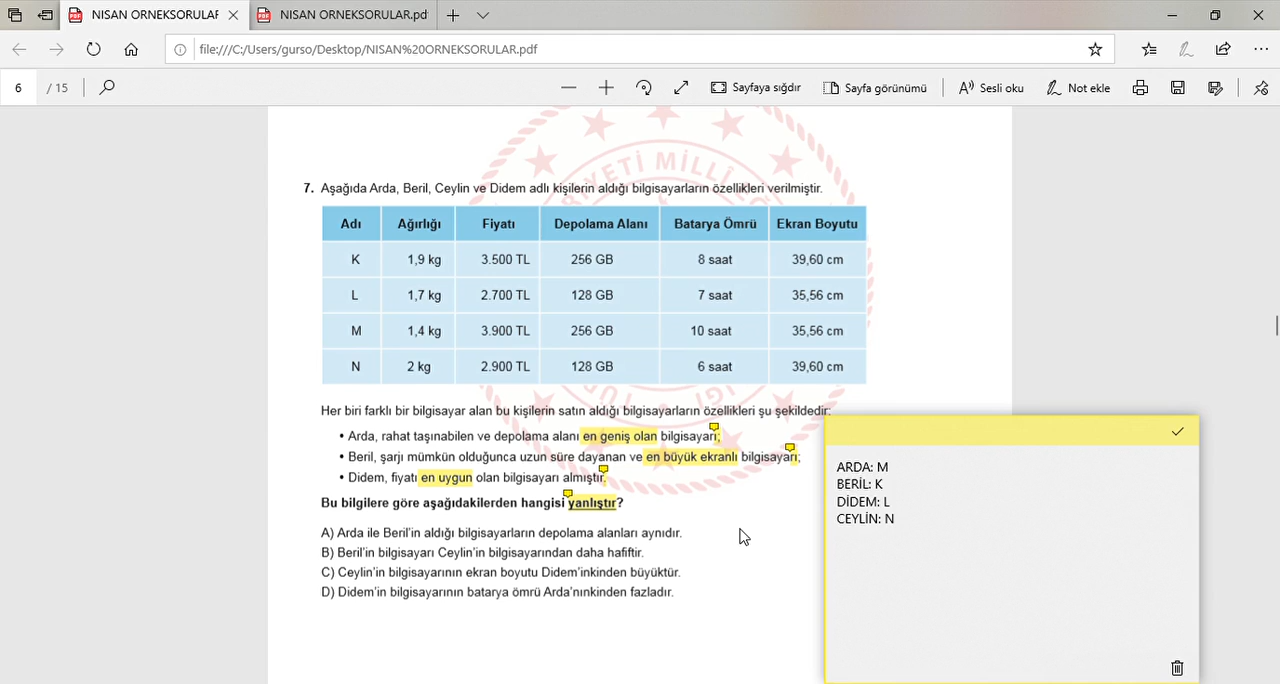 NISAN ORNEKSORULAR
NISAN ORNEKSORULAR.pd
file:///C:/Users/gurso/Desktop/NISAN%20ORNEKSORULAR.pdf
6 / 15
Sayfaya sığdır
Sayfa görünümü
Sesli oku
Not ekle
7. Aşağıda Arda, Beril, Ceylin ve Didem adlı kişilerin aldığı bilgisayarların özellikleri verilmiştir.
Adı Ağırlığı Fiyatı Depolama Alanı Batarya Ömrü Ekran Boyutu
K 1,9 kg 3.500 TL 256 GB 8 saat 39,60 cm
L 1,7 kg 2.700 TL 128 GB 7 saat 35,56 cm
M 1,4 kg 3.900 TL 256 GB 10 saat 35,56 cm
N 2 kg 2.900 TL 128 GB 6 saat 39,60 cm
Her biri farklı bir bilgisayar alan bu kişilerin satın aldığı bilgisayarların özellikleri şu şekildedir:
• Arda, rahat taşınabilen ve depolama alanı en geniş olan bilgisayarı;
• Beril, şarjı mümkün olduğunca uzun süre dayanan ve en büyük ekranlı bilgisayarı;
• Didem, fiyatı en uygun olan bilgisayarı almıştır.
Bu bilgilere göre aşağıdakilerden hangisi yanlıştır?
A) Arda ile Beril'in aldığı bilgisayarların depolama alanları aynıdır.
B) Beril'in bilgisayarı Ceylin'in bilgisayarından daha hafiftir.
C) Ceylin'in bilgisayarının ekran boyutu Didem'inkinden büyüktür.
D) Didem'in bilgisayarının batarya ömrü Arda'nınkinden fazladır.
ARDA: M
BERİL: K
DİDEM: L
CEYLİN: N